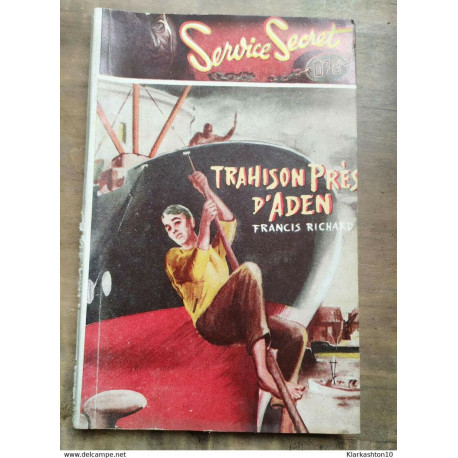 Service Secret
TRAHISON PRÈS
D'ADEN
FRANCIS RICHARD
www.delcampe.net
Klarkashton10